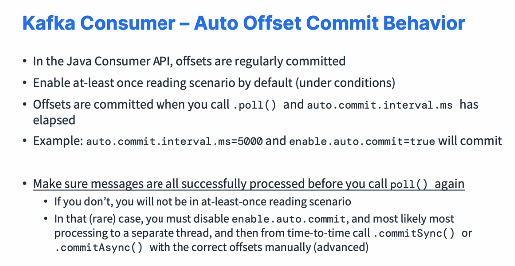 Kafka Consumer – Auto Offset Commit Behavior
• In the Java Consumer API, offsets are regularly committed
• Enable at-least once reading scenario by default (under conditions)
• Offsets are committed when you call .poll() and auto.commit.interval.ms has
elapsed
• Example: auto.commit.interval.ms=5000 and enable.auto.commit=true will commit
• Make sure messages are all successfully processed before you call poll() again
• If you don't, you will not be in at-least-once reading scenario
• In that (rare) case, you must disable enable.auto.commit, and most likely most
processing to a separate thread, and then from time-to-time call .commitSync() or
.commitAsync() with the correct offsets manually (advanced)